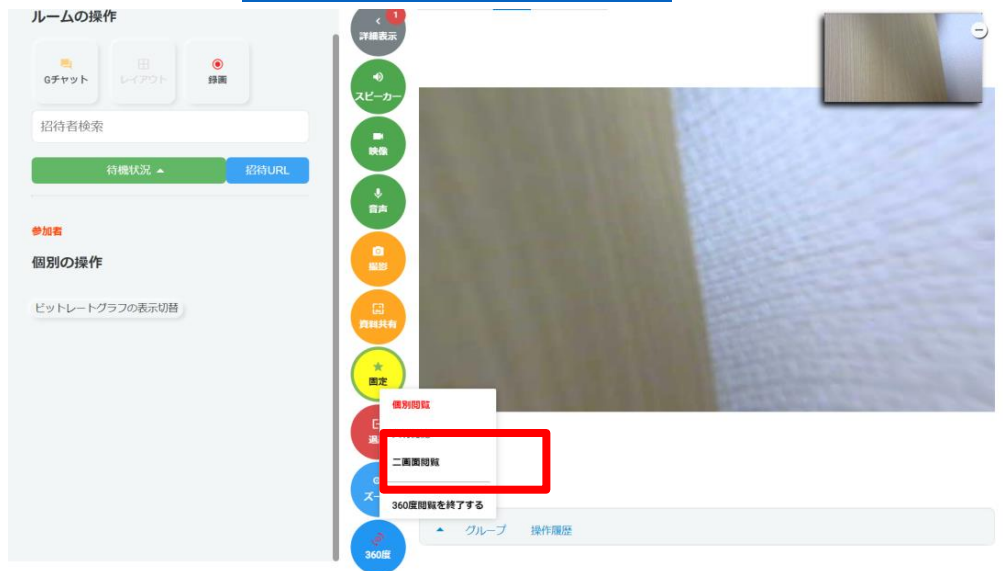 ルームの操作
Gチャット
レイアウト
録画
招待者検索
待機状況
招待URL
参加者
個別の操作
ビットレートグラフの表示切替
1
詳細表示
スピーカー
映像
音声
撮影
資料共有
固定
個別閲覧
二画面閲覧
360度閲覧を終了する
360度
グループ 操作履歴